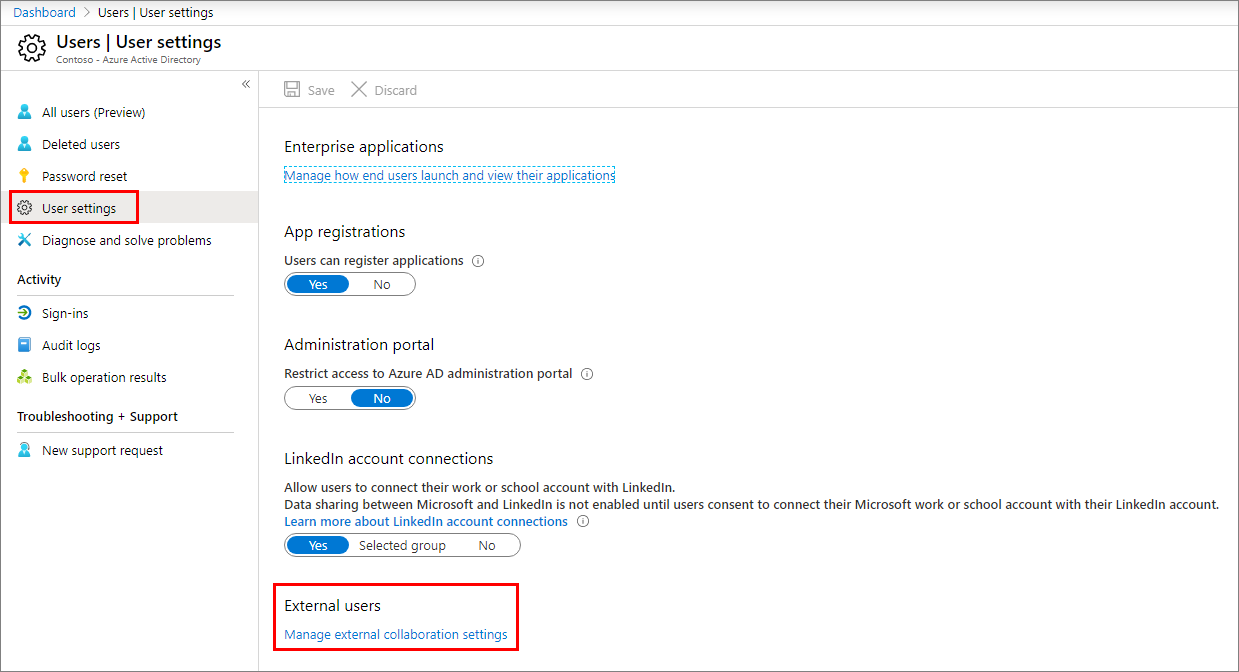 Dashboard > Users | User settings
Users | User settings
Contoso - Azure Active Directory
«
All users (Preview)
Deleted users
Password reset
User settings
Diagnose and solve problems
Activity
Sign-ins
Audit logs
Bulk operation results
Troubleshooting + Support
New support request
Save Discard
Enterprise applications
Manage how end users launch and view their applications
App registrations
Users can register applications
Yes No
Administration portal
Restrict access to Azure AD administration portal
Yes No
LinkedIn account connections
Allow users to connect their work or school account with LinkedIn.
Data sharing between Microsoft and LinkedIn is not enabled until users consent to connect their Microsoft work or school account with their LinkedIn account.
Learn more about LinkedIn account connections
Yes Selected group No
External users
Manage external collaboration settings